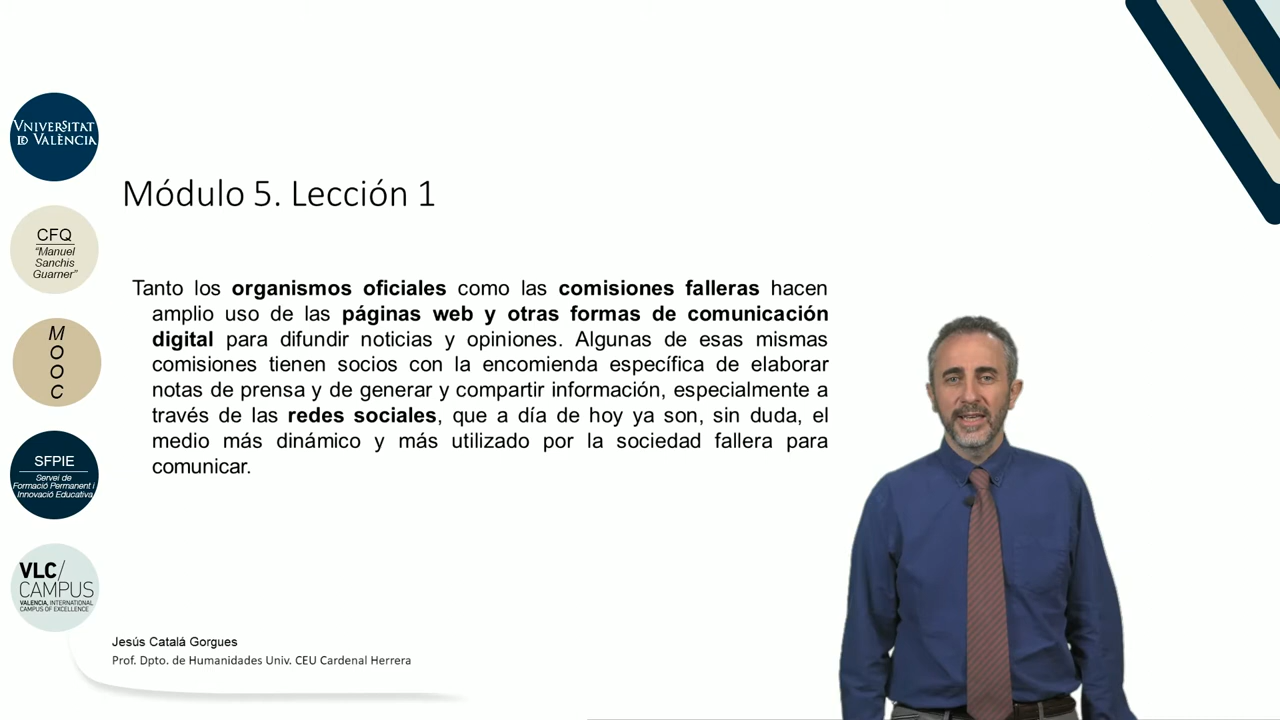 VNIVERSITAT
ID VALÈNCIA
CFQ
“Manuel
Sanchis
Guarner”
M
O
O
C
SFPIE
Servei de
Formació Permanent i
Innovació Educativa
VLC/
CAMPUS
VALENCIA, INTERNATIONAL
CAMPUS OF EXCELLENCE
Módulo 5. Lección 1
Tanto los organismos oficiales como las comisiones falleras hacen
amplio uso de las páginas web y otras formas de comunicación
digital para difundir noticias y opiniones. Algunas de esas mismas
comisiones tienen socios con la encomienda específica de elaborar
notas de prensa y de generar y compartir información, especialmente a
través de las redes sociales, que a día de hoy ya son, sin duda, el
medio más dinámico y más utilizado por la sociedad fallera para
comunicar.
Jesús Catalá Gorgues
Prof. Dpto. de Humanidades Univ. CEU Cardenal Herrera